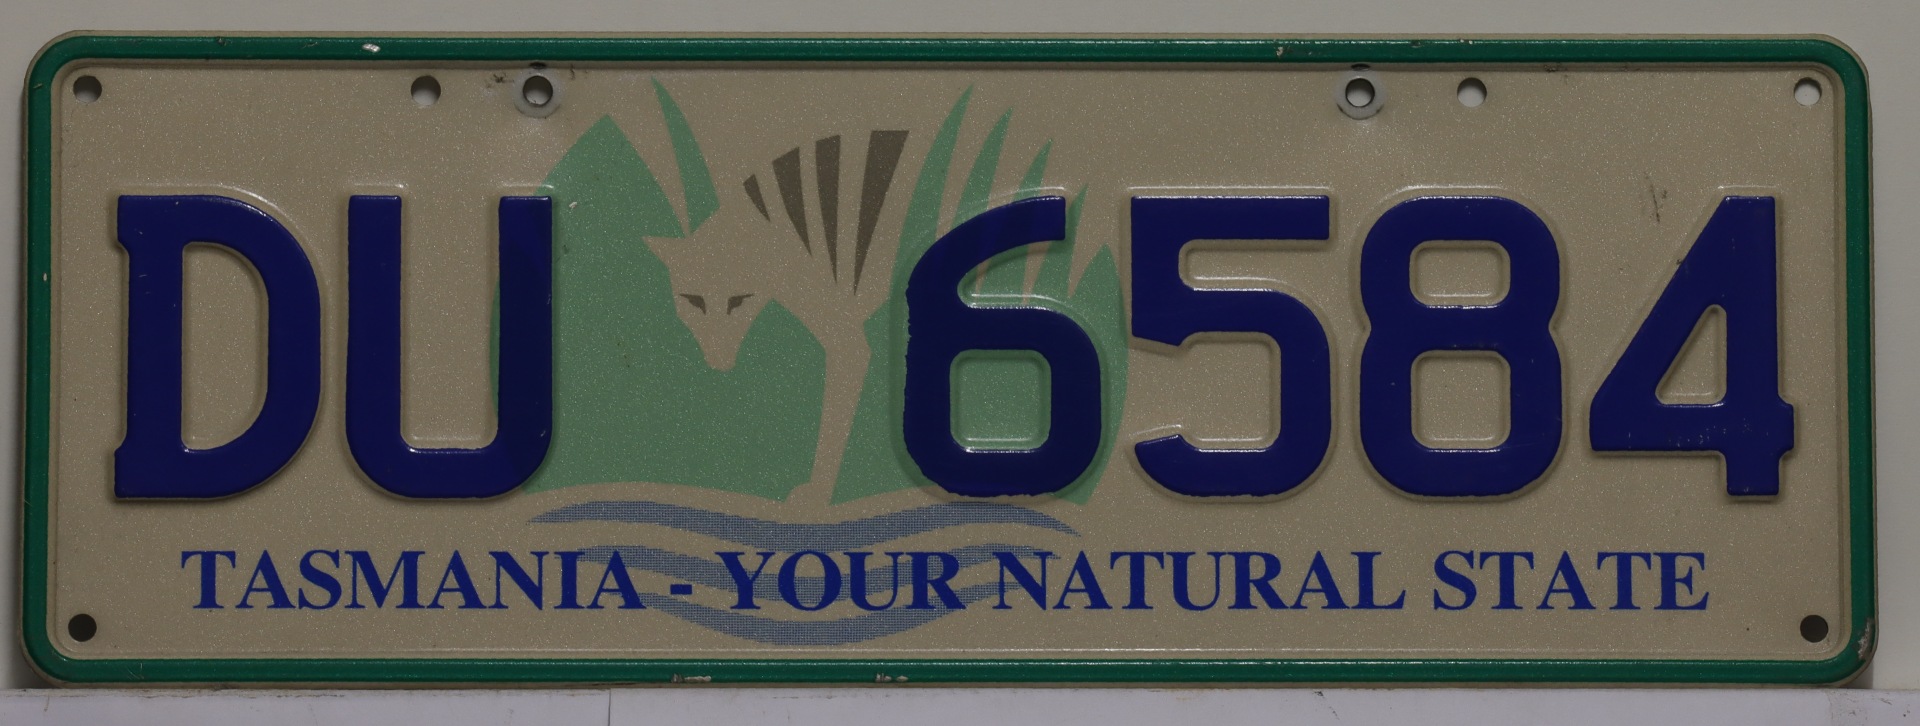 DU 6584
TASMANIA - YOUR NATURAL STATE